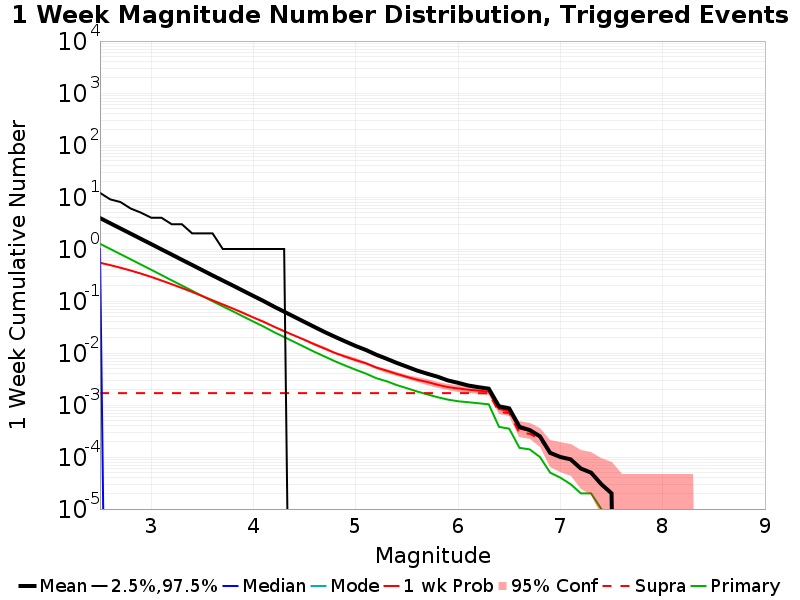 1 Week Magnitude Number Distribution, Triggered Events
1 Week Cumulative Number
10^4
10^3
10^2
10^1
10^0
10^-1
10^-2
10^-3
10^-4
10^-5
3 4 5 6 7 8 9
Magnitude
Mean 2.5%,97.5% Median Mode 1 wk Prob 95% Conf Supra Primary